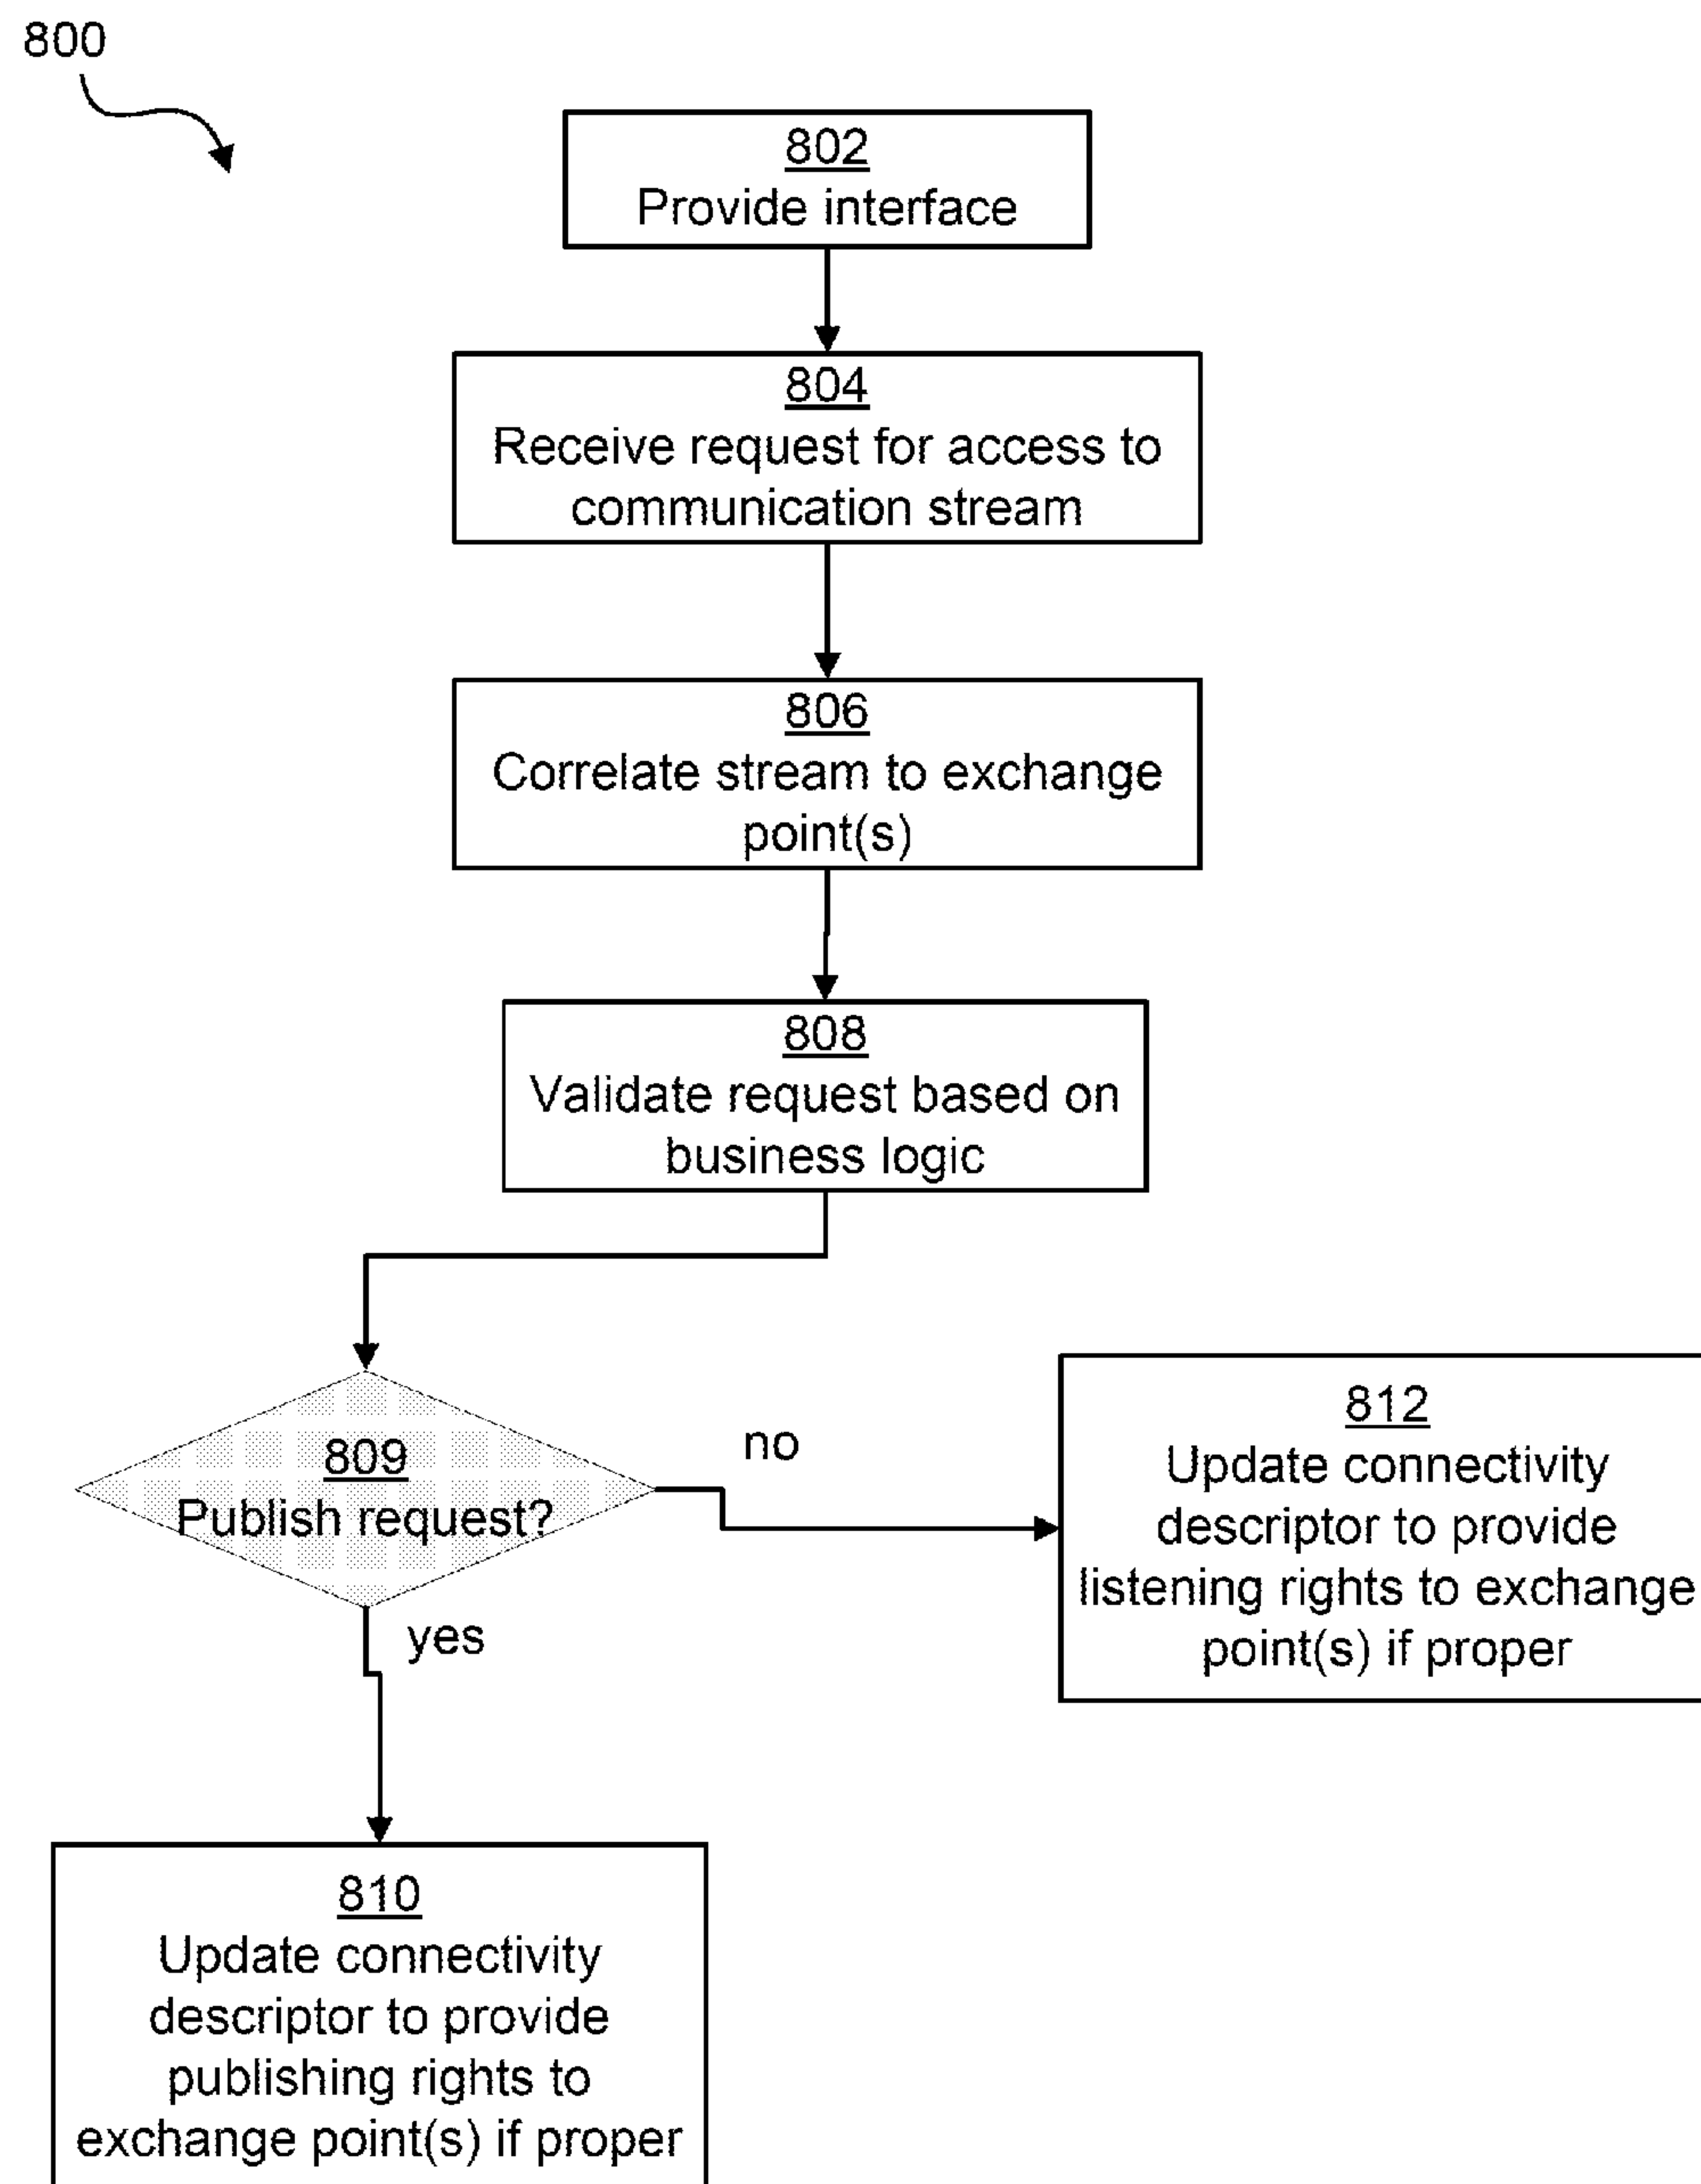 800
802
Provide interface
804
Receive request for access to
communication stream
806
Correlate stream to exchange
point(s)
808
Validate request based on
business logic
809
Publish request?
no
yes
812
Update connectivity
descriptor to provide
listening rights to exchange
point(s) if proper
810
Update connectivity
descriptor to provide
publishing rights to
exchange point(s) if proper